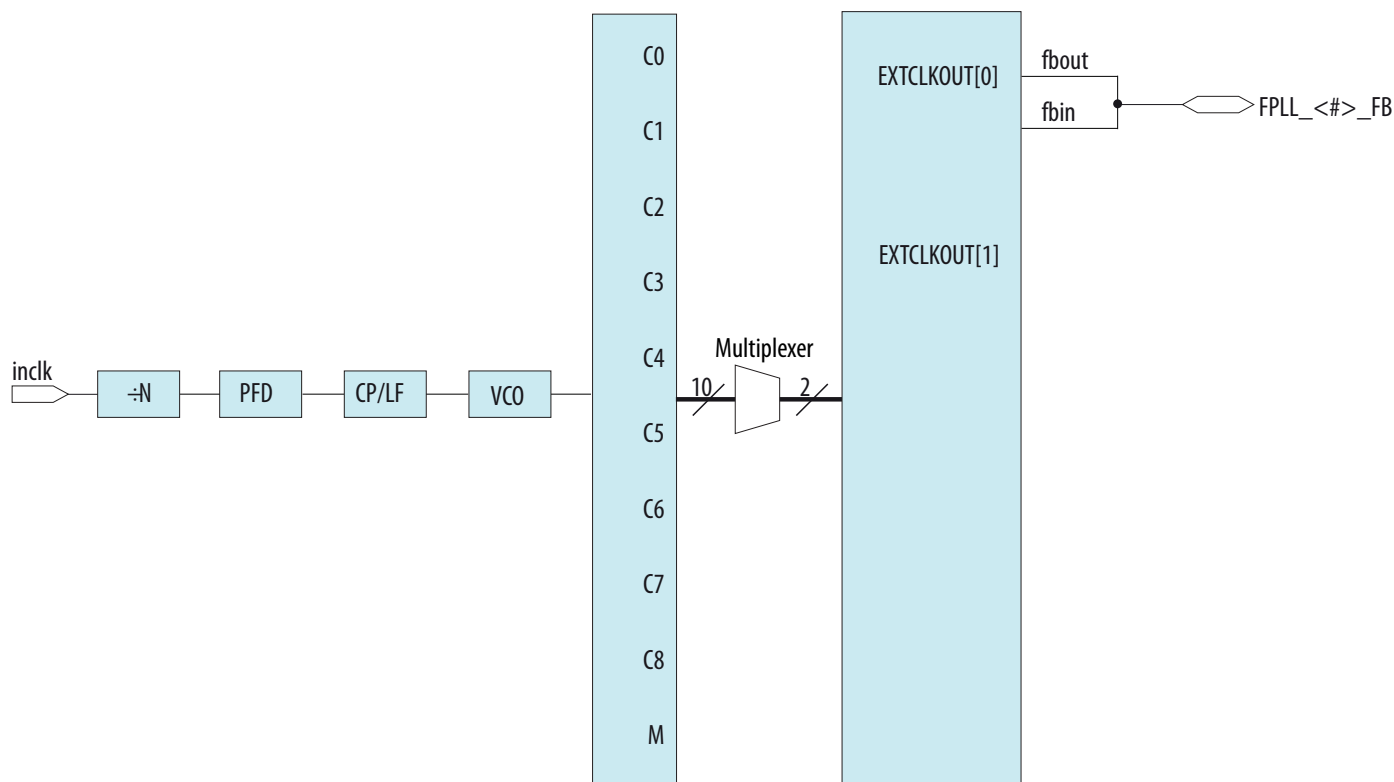 inclk
÷N
PFD
CP/LF
VCO
C0
C1
C2
C3
C4
C5
C6
C7
C8
M
Multiplexer
10
2
EXTCLKOUT[0]
EXTCLKOUT[1]
fbout
fbin
FPLL_<#>_FB